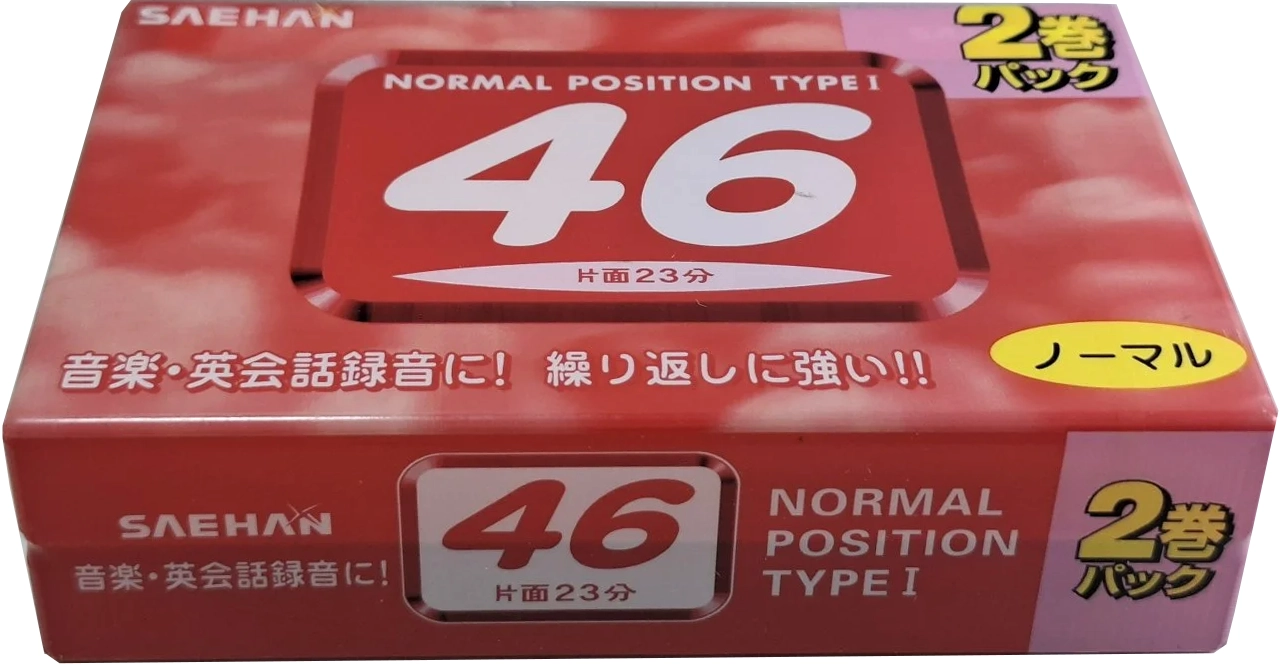 SAEHAN
2巻
パック
NORMAL POSITION TYPE I
46
片面23分
音楽・英会話録音に! 繰り返しに強い!!
ノーマル
SAEHAN
音楽・英会話録音に!
46
片面23分
NORMAL
POSITION
TYPE I
2巻
パック